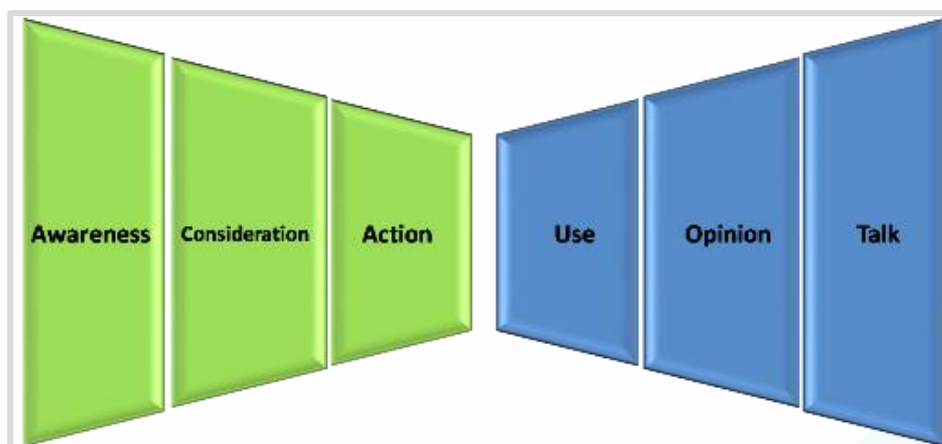 Awareness
Consideration
Action
Use
Opinion
Talk